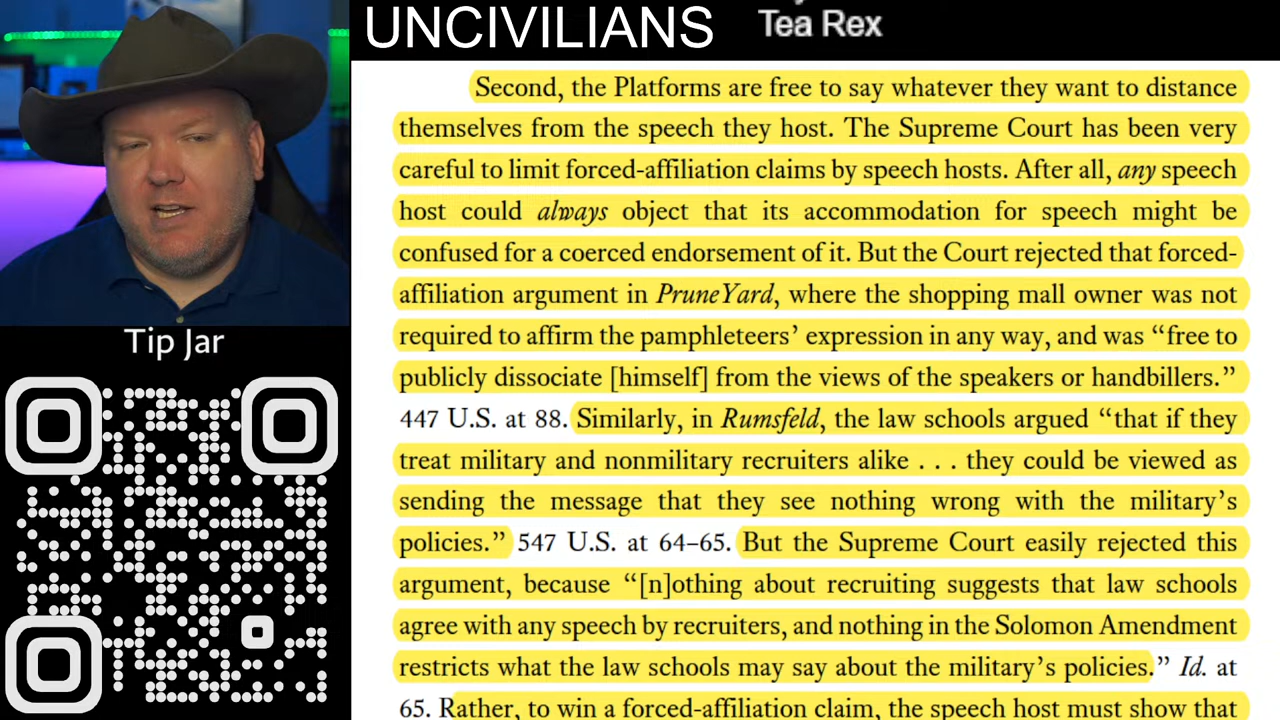 UNCIVILIANS
Tea Rex
Tip Jar
Second, the Platforms are free to say whatever they want to distance
themselves from the speech they host. The Supreme Court has been very
careful to limit forced-affiliation claims by speech hosts. After all, any speech
host could always object that its accommodation for speech might be
confused for a coerced endorsement of it. But the Court rejected that forced-
affiliation argument in PruneYard, where the shopping mall owner was not
required to affirm the pamphleteers’ expression in any way, and was “free to
publicly dissociate [himself] from the views of the speakers or handbillers.”
447 U.S. at 88. Similarly, in Rumsfeld, the law schools argued “that if they
treat military and nonmilitary recruiters alike . . . they could be viewed as
sending the message that they see nothing wrong with the military’s
policies.” 547 U.S. at 64–65. But the Supreme Court easily rejected this
argument, because “[n]othing about recruiting suggests that law schools
agree with any speech by recruiters, and nothing in the Solomon Amendment
restricts what the law schools may say about the military’s policies.” Id. at
65. Rather, to win a forced-affiliation claim, the speech host must show that